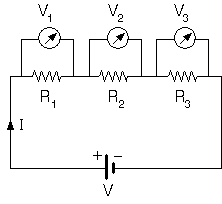 V1 V2 V3
R1 R2 R3
I
+ −
V